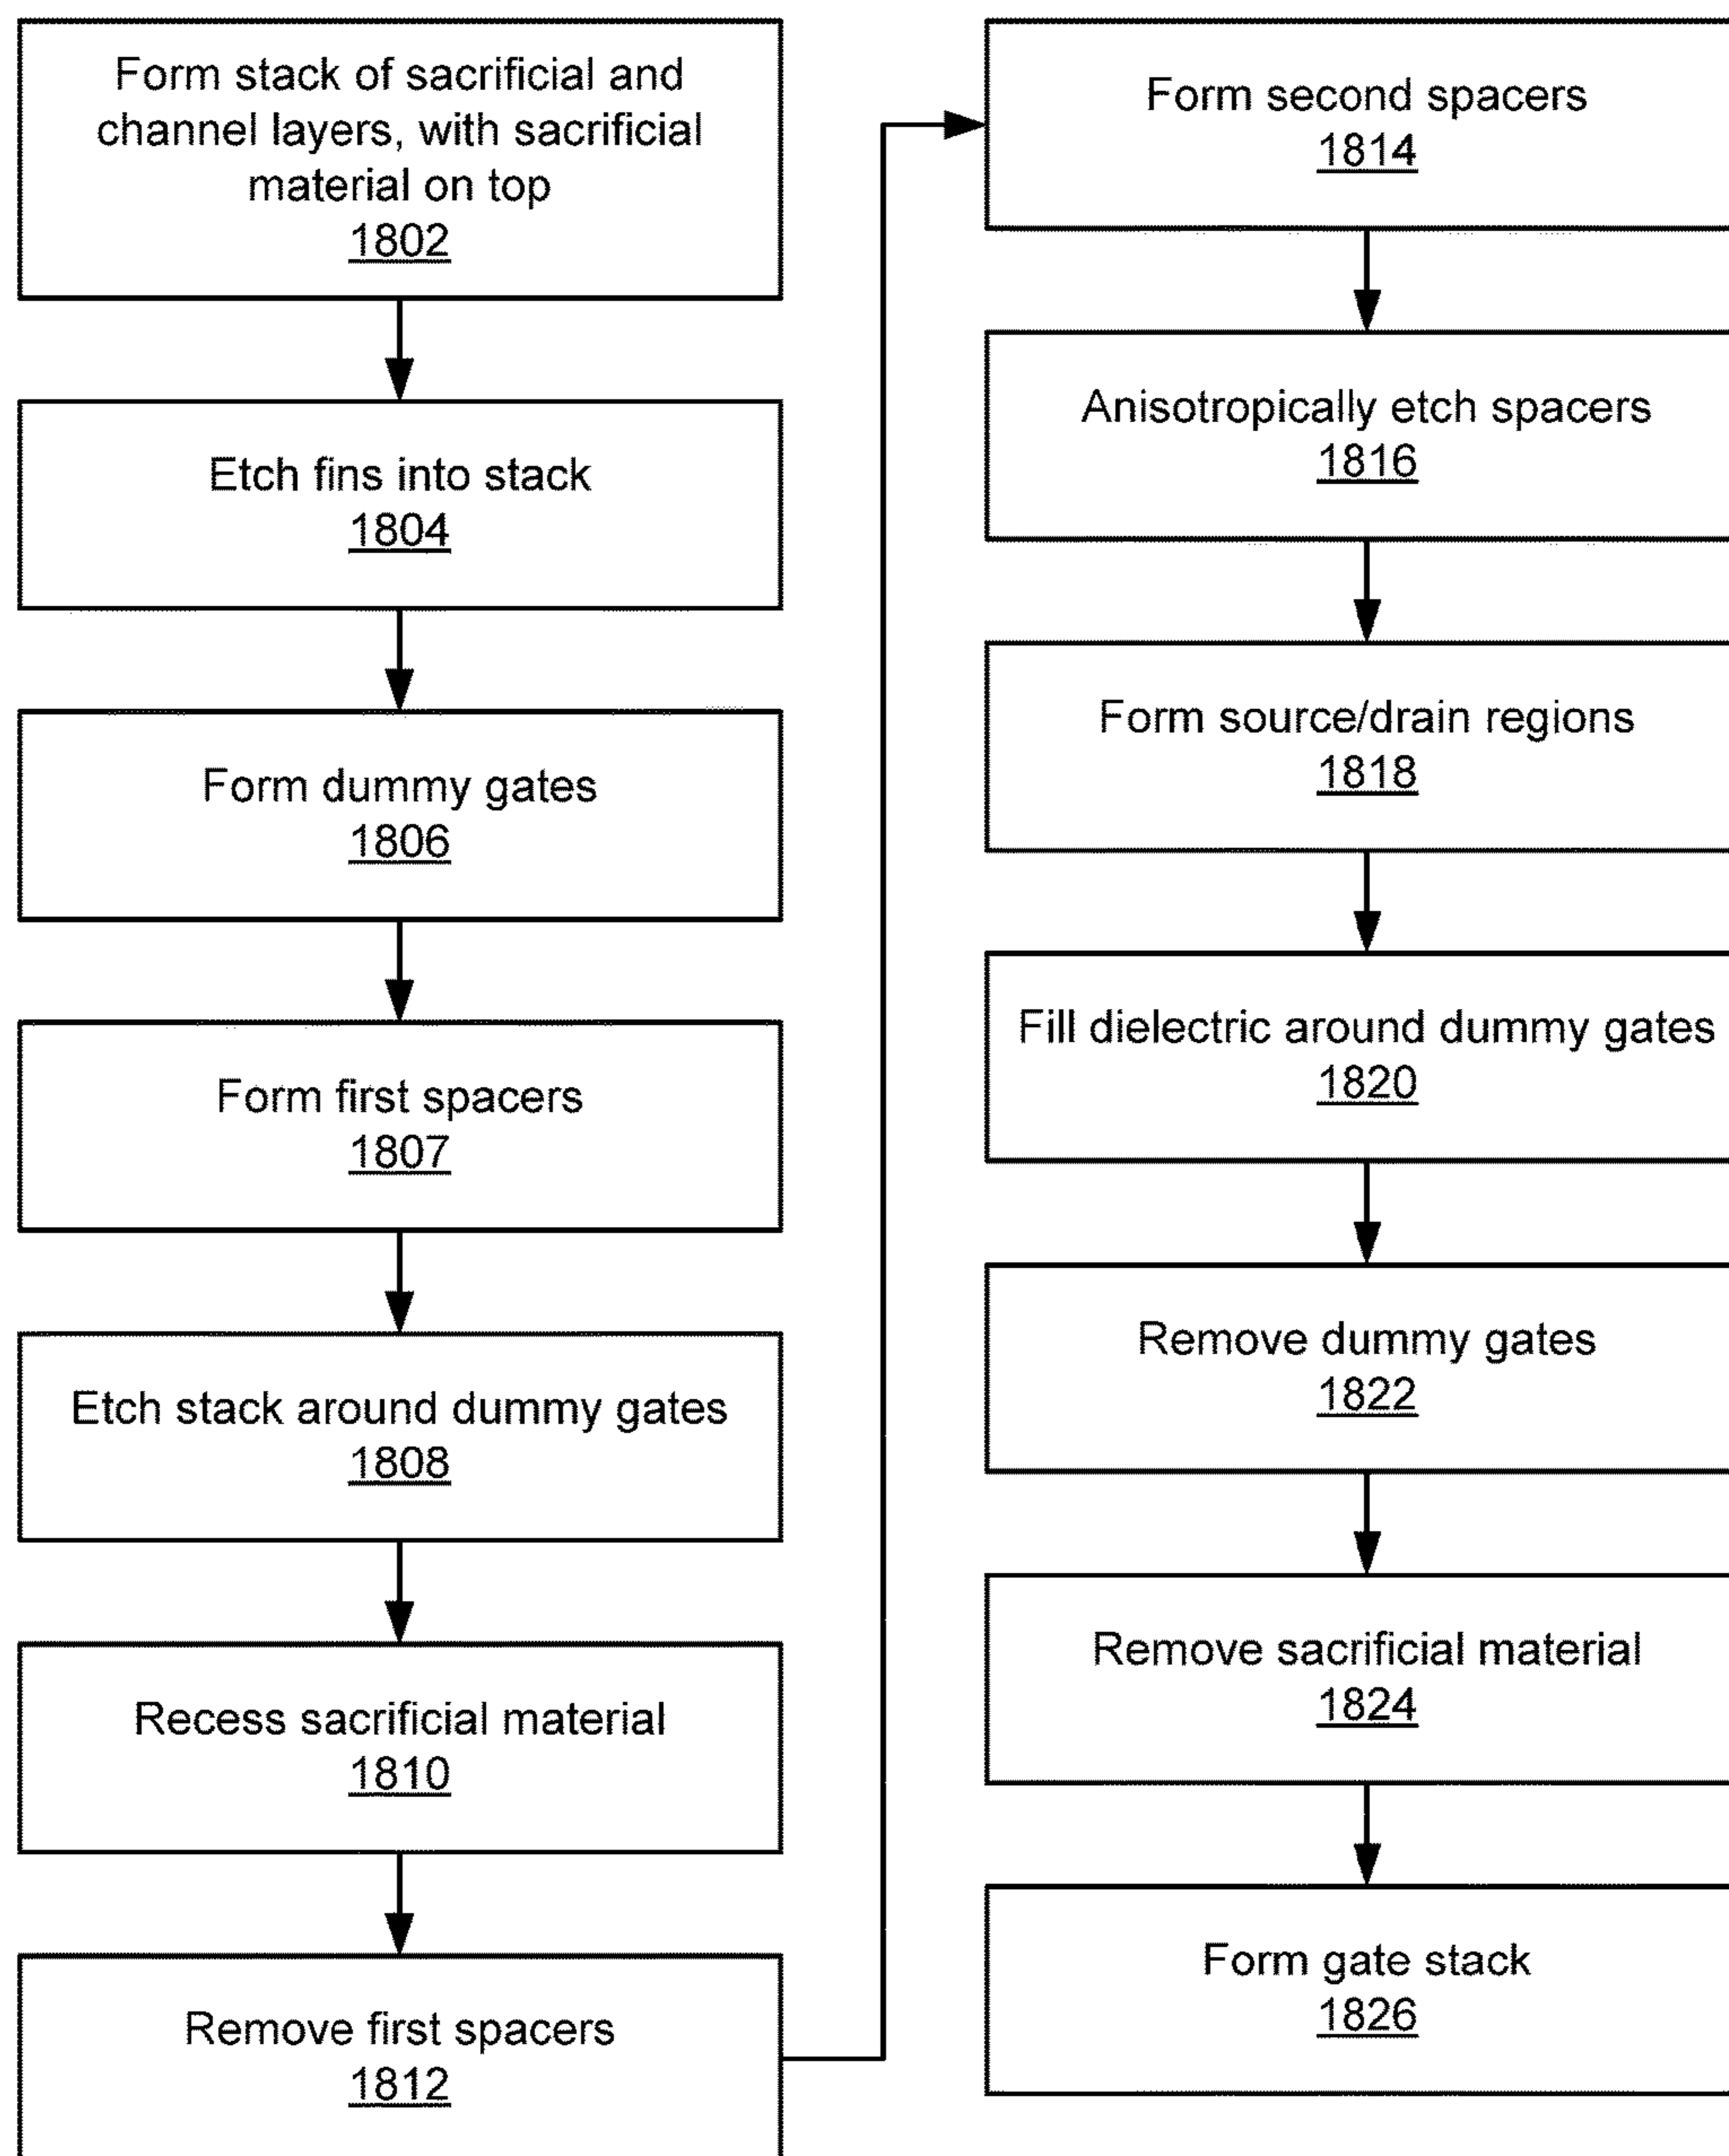 Form stack of sacrificial and
channel layers, with sacrificial
material on top
1802
Etch fins into stack
1804
Form dummy gates
1806
Form first spacers
1807
Etch stack around dummy gates
1808
Recess sacrificial material
1810
Remove first spacers
1812
Form second spacers
1814
Anisotropically etch spacers
1816
Form source/drain regions
1818
Fill dielectric around dummy gates
1820
Remove dummy gates
1822
Remove sacrificial material
1824
Form gate stack
1826